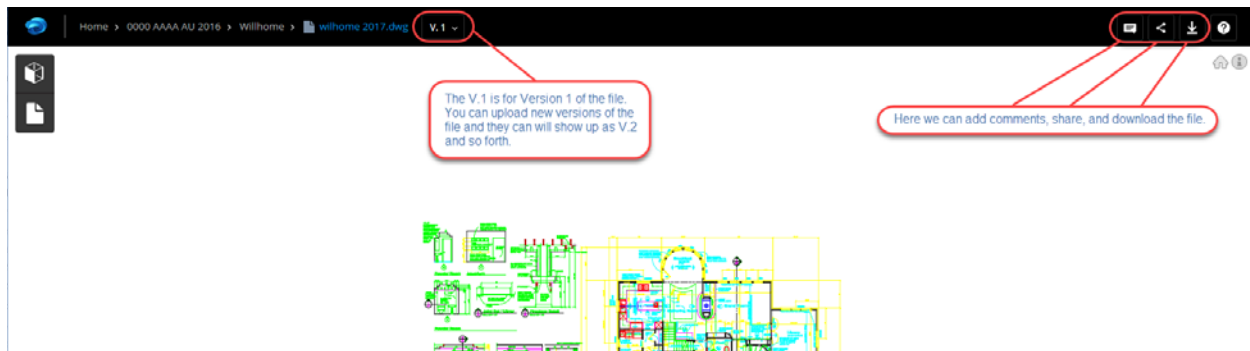 Home > 0000 AAAA AU 2016 > Willhome > wilhome 2017.dwg V. 1
The V.1 is for Version 1 of the file.
You can upload new versions of the
file and they can will show up as V.2
and so forth.
Here we can add comments, share, and download the file.